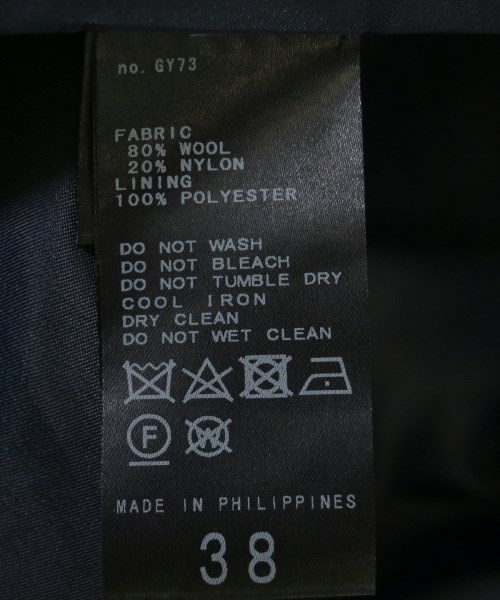 no. GY73
FABRIC
80% WOOL
20% NYLON
LINING
100% POLYESTER
DO NOT WASH
DO NOT BLEACH
DO NOT TUMBLE DRY
COOL IRON
DRY CLEAN
DO NOT WET CLEAN
F W
MADE IN PHILIPPINES
38